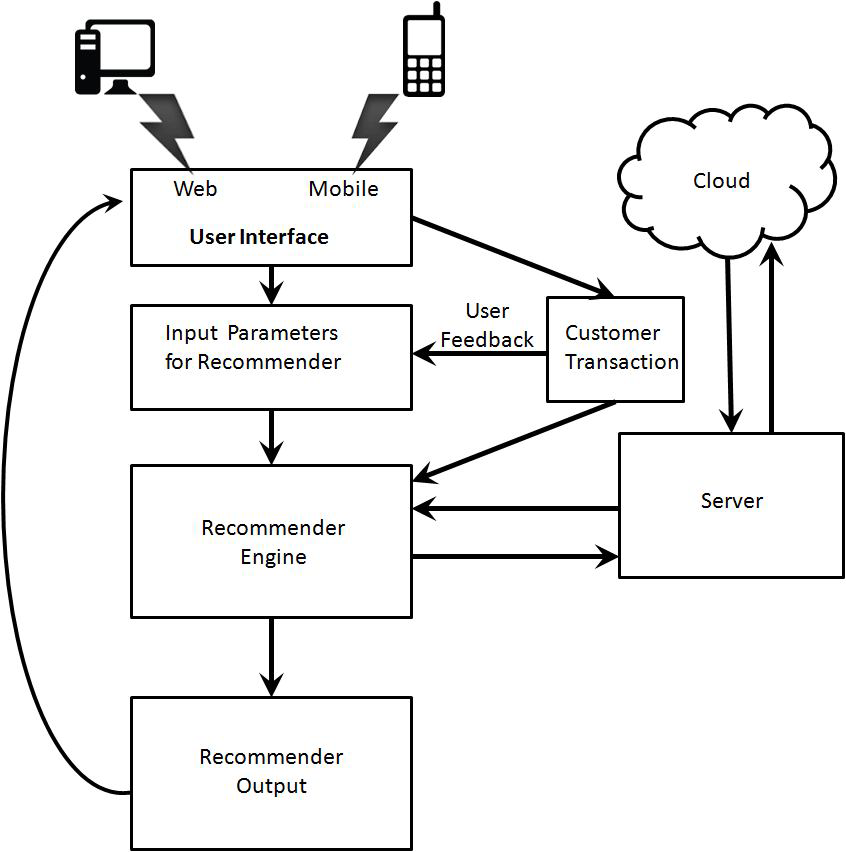 Web
Mobile
User Interface
Cloud
Input Parameters
for Recommender
User
Feedback
Customer
Transaction
Recommender
Engine
Server
Recommender
Output